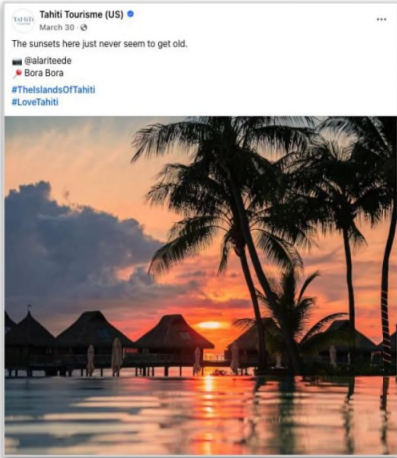 Tahiti Tourisme (US)
March 30 ·
The sunsets here just never seem to get old.
@alariteede
Bora Bora
#TheIslandsOfTahiti
#LoveTahiti